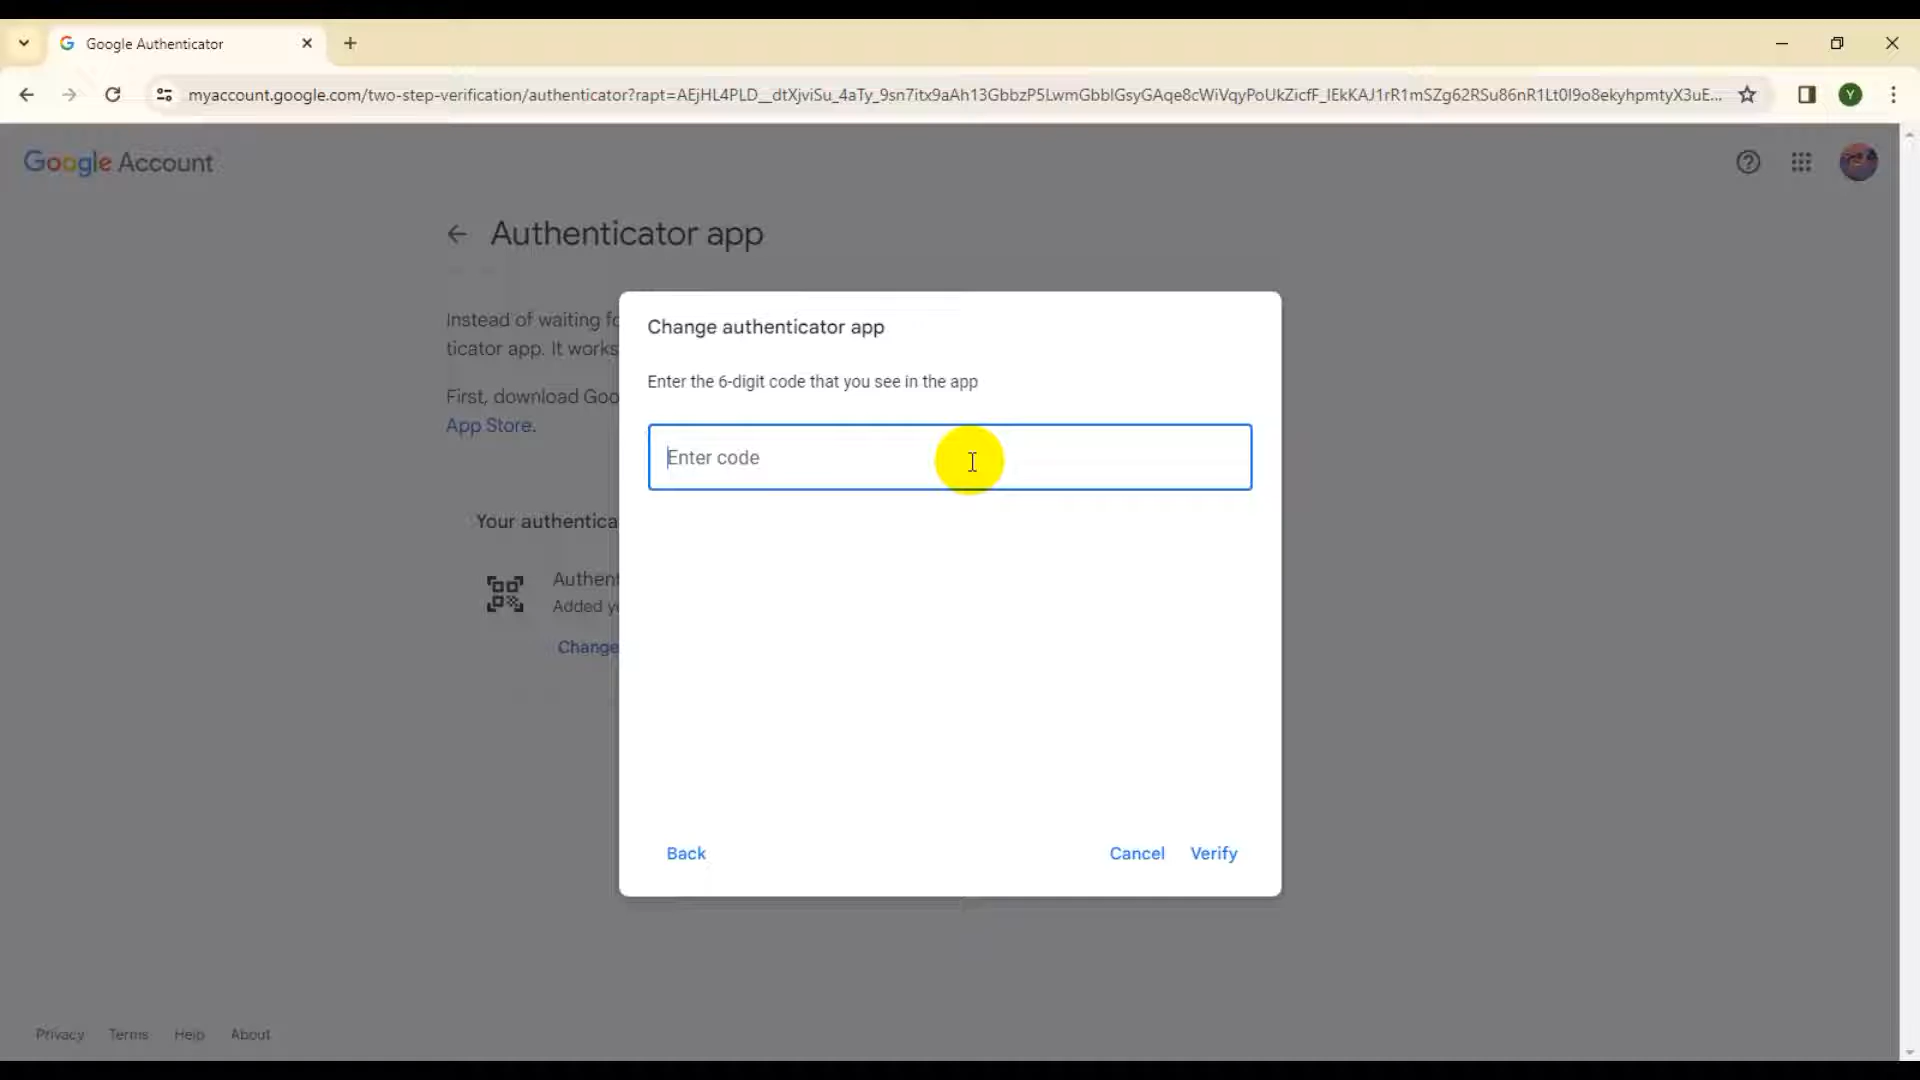 Google Authenticator
myaccount.google.com/two-step-verification/authenticator?rapt=AEjHL4PLD__dtXjviSu_4aTy_9sn7itx9aAh13GbbzP5LwmGbblGsyGAqe8cWiVqyPoUkZicfF_IEkKAJ1rR1mSZg62RSu86nR1Lt0l9o8ekyhpmtyX3uE...
Y
Google Account
Authenticator app
Instead of waiting fo
ticator app. It works
First, download Goo
App Store.
Your authentica
Authent
Added y
Change
Change authenticator app
Enter the 6-digit code that you see in the app
Enter code
Back Cancel Verify
Privacy Terms Help About